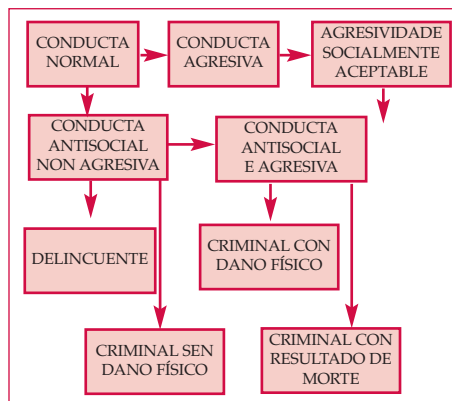 CONDUCTA
NORMAL
CONDUCTA
AGRESIVA
AGRESIVIDADE
SOCIALMENTE
ACEPTABLE
CONDUCTA
ANTISOCIAL
NON AGRESIVA
CONDUCTA
ANTISOCIAL
E AGRESIVA
DELINCUENTE
CRIMINAL CON
DANO FÍSICO
CRIMINAL SEN
DANO FÍSICO
CRIMINAL CON
RESULTADO DE
MORTE